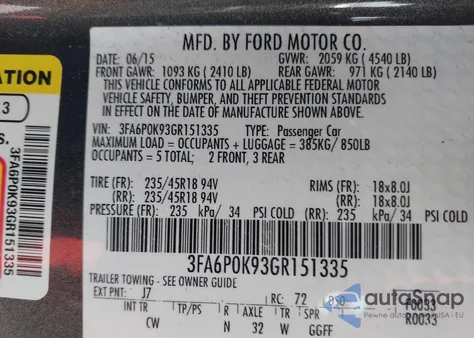 MFD. BY FORD MOTOR CO.
DATE: 06/15 GVWR: 2059 KG ( 4540 LB)
FRONT GAWR: 1093 KG ( 2410 LB) REAR GAWR: 971 KG ( 2140 LB)
THIS VEHICLE CONFORMS TO ALL APPLICABLE FEDERAL MOTOR
VEHICLE SAFETY, BUMPER, AND THEFT PREVENTION STANDARDS
IN EFFECT ON THE DATE OF MANUFACTURE SHOWN ABOVE.
VIN: 3FA6P0K93GR151335 TYPE: Passenger Car
MAXIMUM LOAD= OCCUPANTS + LUGGAGE = 385KG/ 850LB
OCCUPANTS = 5 TOTAL; 2 FRONT, 3 REAR
TIRE (FR): 235/45R18 94V RIMS (FR): 18x8.0J
(RR): 235/45R18 94V (RR): 18x8.0J
PRESSURE (FR): 235 kPa/ 34 PSI COLD (RR): 235 kPa/ 34 PSI COLD
3FA6P0K93GR151335
TRAILER TOWING - SEE OWNER GUIDE
EXT PNT: J7 RC: 72 DSO: F0033
INT TR TP/PS R AXLE TR SPR R0033
CW N 32 W GGFF
ATION
3
S.
3FA6P0K93GR151335
autoSnap
Pewne auto